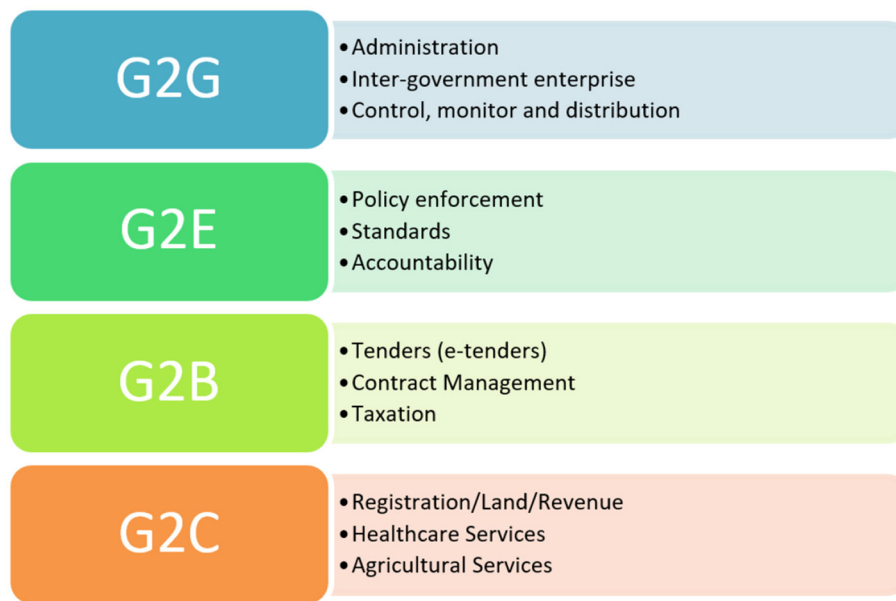 G2G
•Administration
•Inter-government enterprise
•Control, monitor and distribution
G2E
•Policy enforcement
•Standards
•Accountability
G2B
•Tenders (e-tenders)
•Contract Management
•Taxation
G2C
•Registration/Land/Revenue
•Healthcare Services
•Agricultural Services